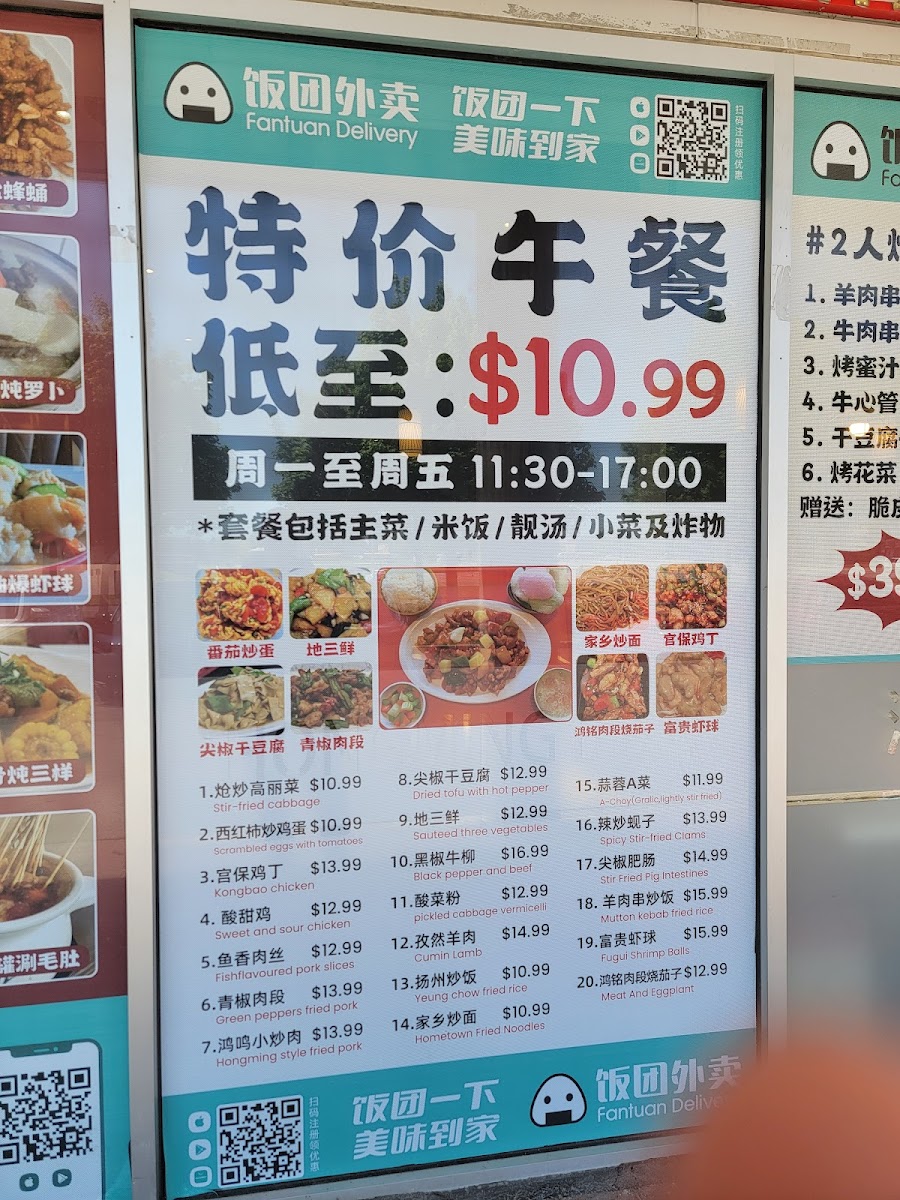 饭团外卖
Fantuan Delivery
饭团一下
美味到家
扫码注册领优惠
特价午餐
低至:$10.99
周一至周五 11:30-17:00
*套餐包括主菜/米饭/靓汤/小菜及炸物
番茄炒蛋
地三鲜
家乡炒面
官保鸡丁
尖椒干豆腐
青椒肉段
鸿铭肉段烧茄子
富贵虾球
1.炝炒高丽菜 $10.99
Stir-fried cabbage
2.西红柿炒鸡蛋 $10.99
Scrambled eggs with tomatoes
3.宫保鸡丁 $13.99
Kongbao chicken
4. 酸甜鸡 $12.99
Sweet and sour chicken
5.鱼香肉丝 $12.99
Fishflavoured pork slices
6.青椒肉段 $13.99
Green peppers fried pork
7.鸿鸣小炒肉 $13.99
Hongming style fried pork
8.尖椒干豆腐 $12.99
Dried tofu with hot pepper
9.地三鲜 $12.99
Sauteed three vegetables
10.黑椒牛柳 $16.99
Black pepper and beef
11.酸菜粉 $12.99
pickled cabbage vermicelli
12.孜然羊肉 $14.99
Cumin Lamb
13.扬州炒饭 $10.99
Yeung chow fried rice
14.家乡炒面 $10.99
Hometown Fried Noodles
15.蒜蓉A菜 $11.99
A-Choy(Gralic,lightly stir fried)
16.辣炒蚬子 $13.99
Spicy Stir-fried Clams
17.尖椒肥肠 $14.99
Stir Fried Pig Intestines
18. 羊肉串炒饭 $15.99
Mutton kebab fried rice
19.富贵虾球 $15.99
Fugui Shrimp Balls
20.鸿铭肉段烧茄子 $12.99
Meat And Eggplant
扫码注册领优惠
饭团一下
美味到家
饭团外卖
Fantuan Delive
蜂蛹
炖罗卜
爆虾球
炖三样
涮毛肚
#2人
1. 羊肉串
2. 牛肉串
3. 烤蜜汁
4. 牛心管
5. 干豆腐
6. 烤花菜
赠送: 脆皮